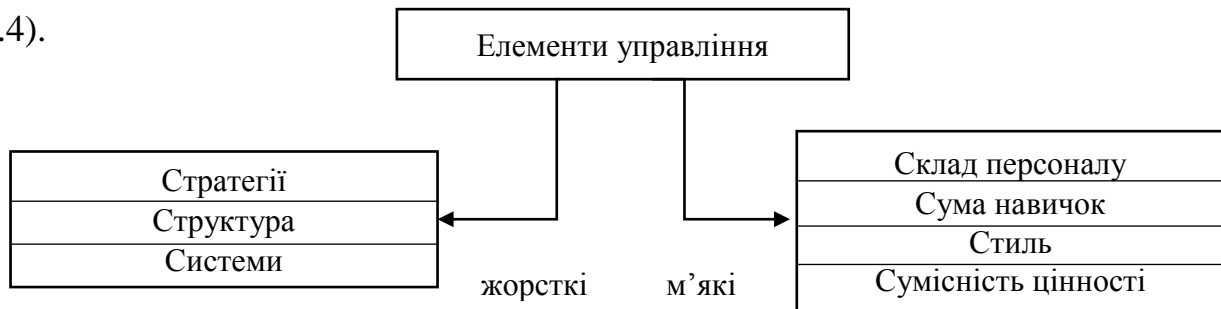 .4).
Елементи управління
Стратегії
Структура
Системи
жорсткі
м’які
Склад персоналу
Сума навичок
Стиль
Сумісність цінності